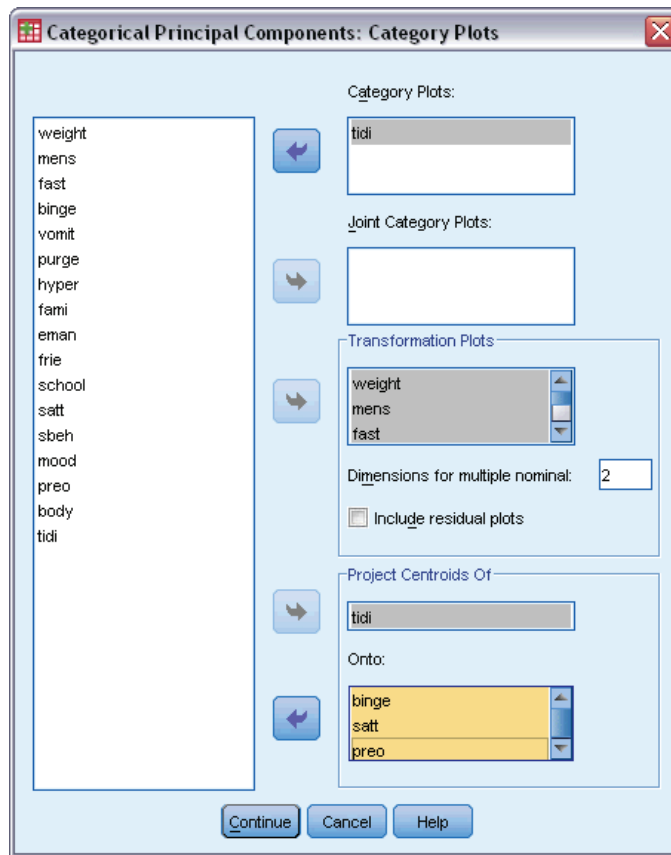 Categorical Principal Components: Category Plots
weight
mens
fast
binge
vomit
purge
hyper
fami
eman
frie
school
satt
sbeh
mood
preo
body
tidi
Category Plots:
tidi
Joint Category Plots:
Transformation Plots
weight
mens
fast
Dimensions for multiple nominal: 2
Include residual plots
Project Centroids Of
tidi
Onto:
binge
satt
preo
Continue Cancel Help